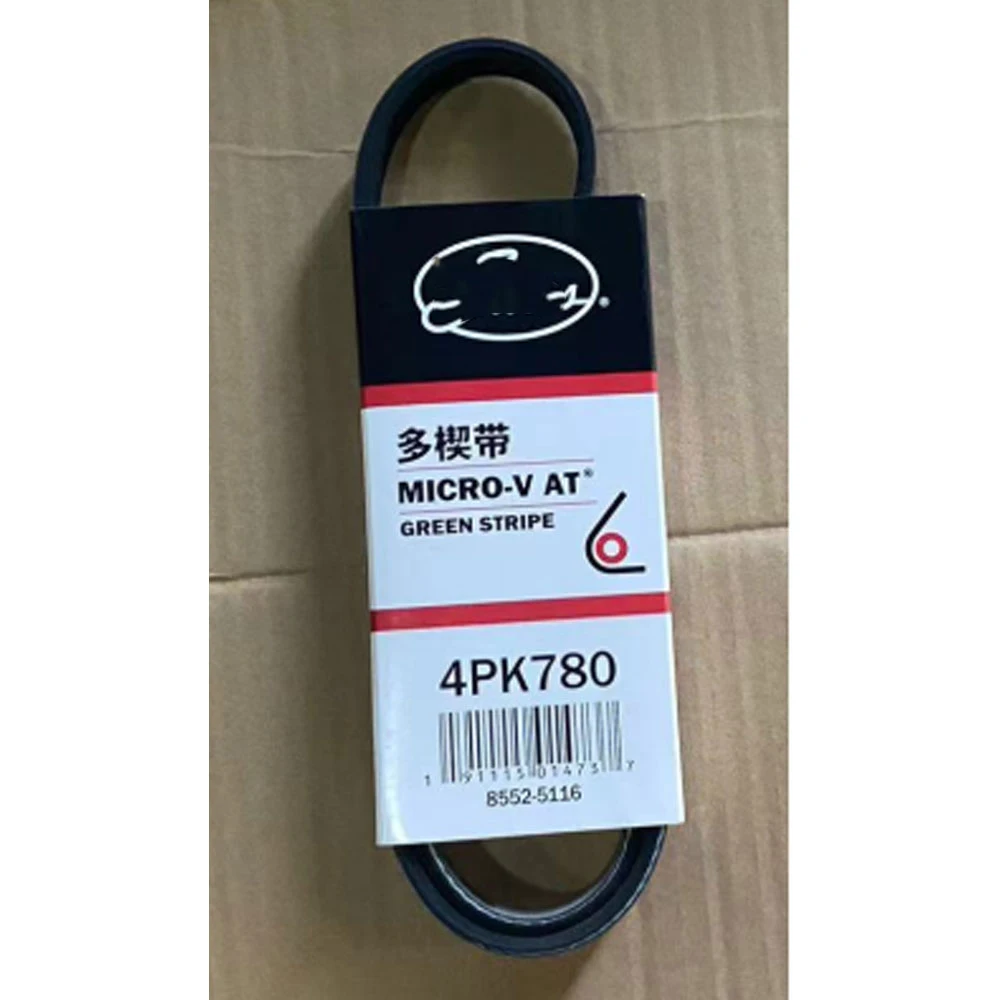 多楔带
MICRO-V AT®
GREEN STRIPE
4PK780
1 91115 01473 7
8552-5116